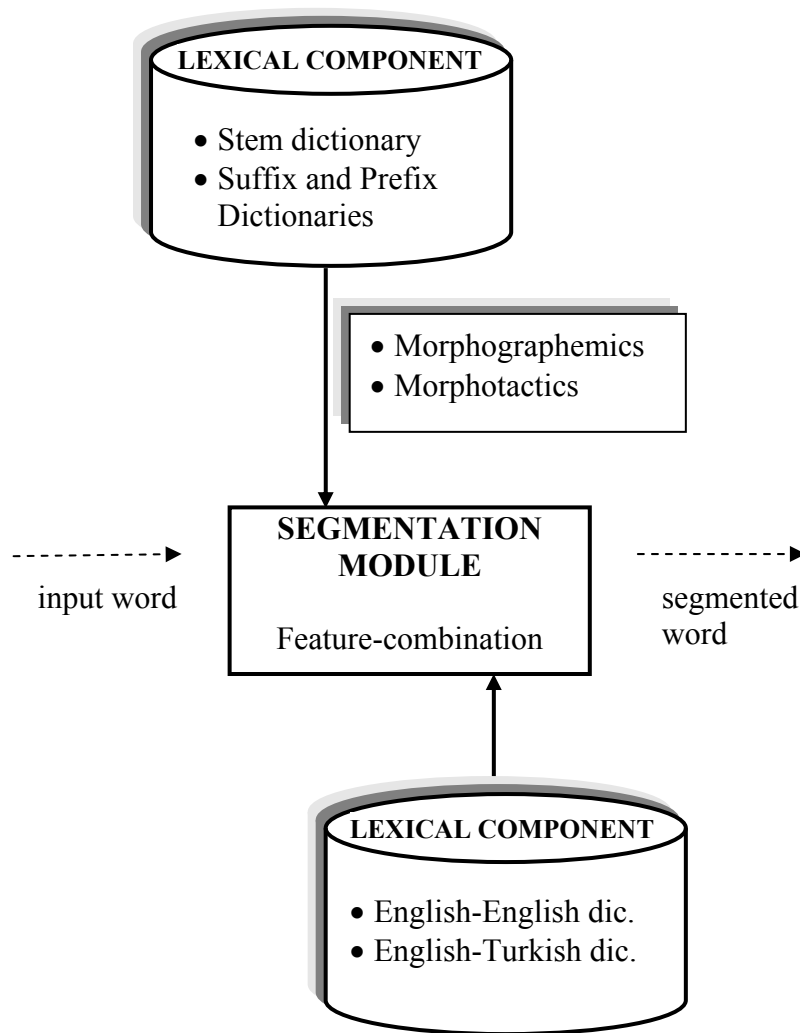 LEXICAL COMPONENT
• Stem dictionary
• Suffix and Prefix
Dictionaries
• Morphographemics
• Morphotactics
SEGMENTATION
MODULE
Feature-combination
input word
segmented
word
LEXICAL COMPONENT
• English-English dic.
• English-Turkish dic.